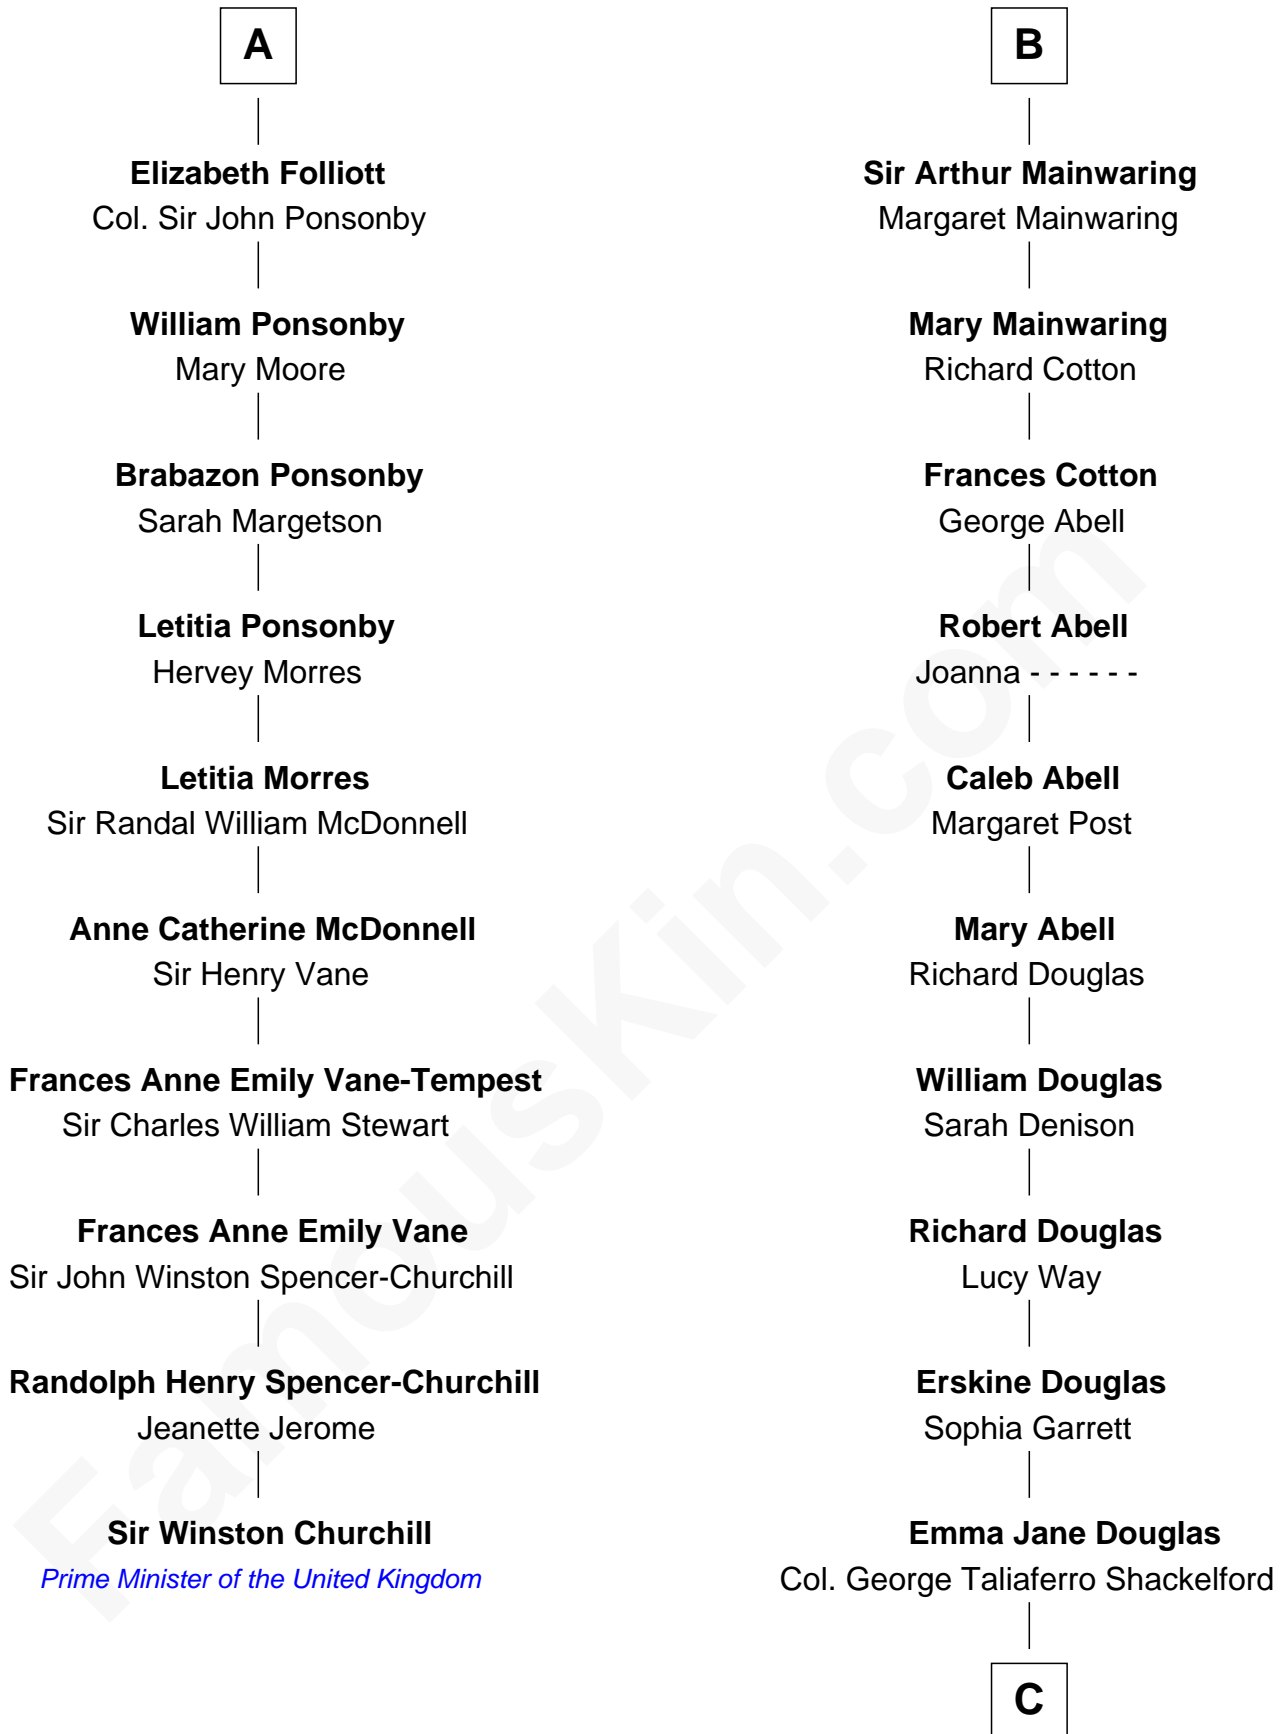 A
Elizabeth Folliott
Col. Sir John Ponsonby
William Ponsonby
Mary Moore
Brabazon Ponsonby
Sarah Margetson
Letitia Ponsonby
Hervey Morres
Letitia Morres
Sir Randal William McDonnell
Anne Catherine McDonnell
Sir Henry Vane
Frances Anne Emily Vane-Tempest
Sir Charles William Stewart
Frances Anne Emily Vane
Sir John Winston Spencer-Churchill
Randolph Henry Spencer-Churchill
Jeanette Jerome
Sir Winston Churchill
Prime Minister of the United Kingdom
B
Sir Arthur Mainwaring
Margaret Mainwaring
Mary Mainwaring
Richard Cotton
Frances Cotton
George Abell
Robert Abell
Joanna - - - - - -
Caleb Abell
Margaret Post
Mary Abell
Richard Douglas
William Douglas
Sarah Denison
Richard Douglas
Lucy Way
Erskine Douglas
Sophia Garrett
Emma Jane Douglas
Col. George Taliaferro Shackelford
C
FamousKin.com